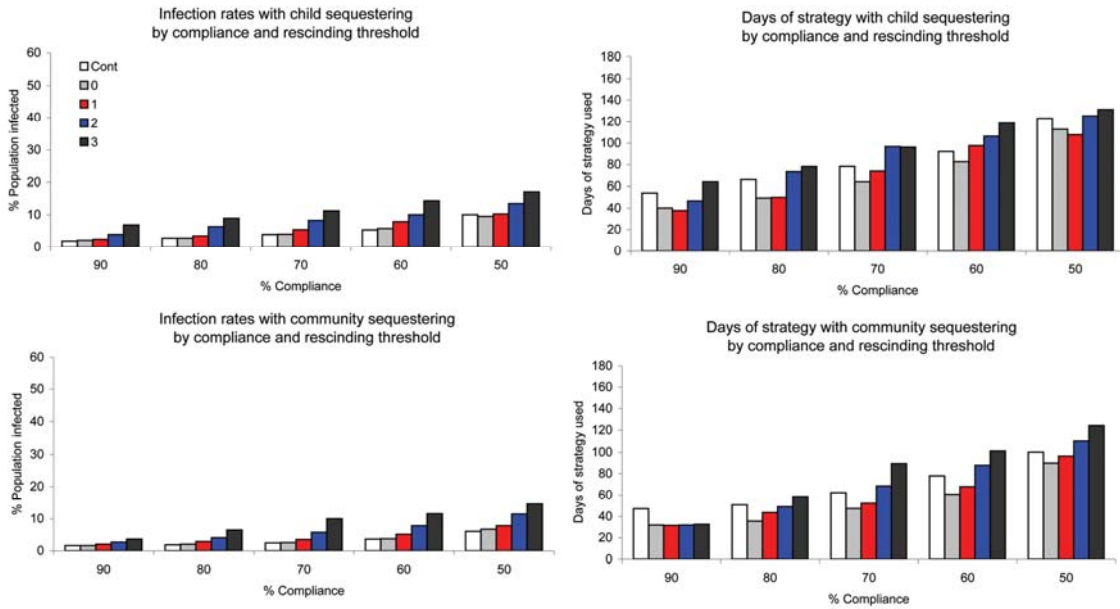 Infection rates with child sequestering
by compliance and rescinding threshold
60
50
40
30
20
10
0
% Population infected
Cont
0
1
2
3
90 80 70 60 50
% Compliance
Days of strategy with child sequestering
by compliance and rescinding threshold
180
160
140
120
100
80
60
40
20
0
Days of strategy used
90 80 70 60 50
% Compliance
Infection rates with community sequestering
by compliance and rescinding threshold
60
50
40
30
20
10
0
% Population infected
90 80 70 60 50
% Compliance
Days of strategy with community sequestering
by compliance and rescinding threshold
180
160
140
120
100
80
60
40
20
0
Days of strategy used
90 80 70 60 50
% Compliance